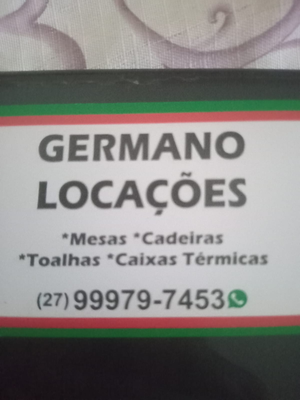 GERMANO
LOCAÇÕES
*Mesas *Cadeiras
*Toalhas *Caixas Térmicas
(27) 99979-7453